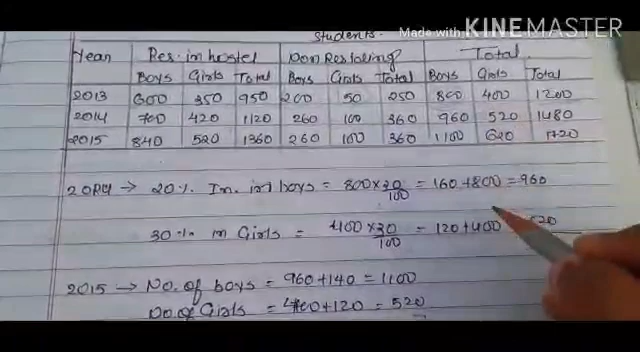 Students.
Made with KINEMASTER
Year Res. in hostel Non Residing Total
Boys Girls Total Boys Girls Total Boys Girls Total
2013 600 350 950 200 50 250 800 400 1200
2014 700 420 1120 260 100 360 960 520 1480
2015 840 520 1360 260 100 360 1100 620 1720
2014 → 20% In. in boys = 800 × 20/100 = 160 + 800 = 960
30% in Girls = 400 × 30/100 = 120 + 400 520
2015 → No. of boys = 960 + 140 = 1100
No of Girls = 400 + 120 = 520